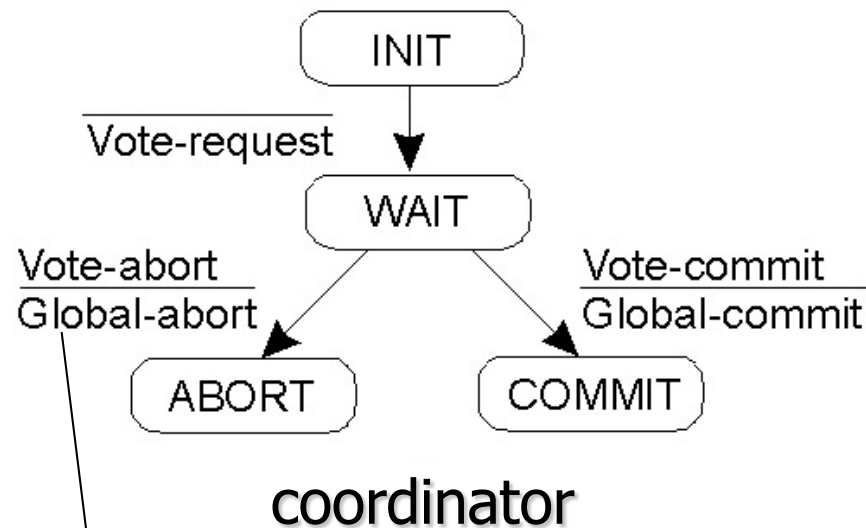 INIT
Vote-request
WAIT
Vote-abort
Vote-commit
Global-abort
Global-commit
ABORT
COMMIT
coordinator